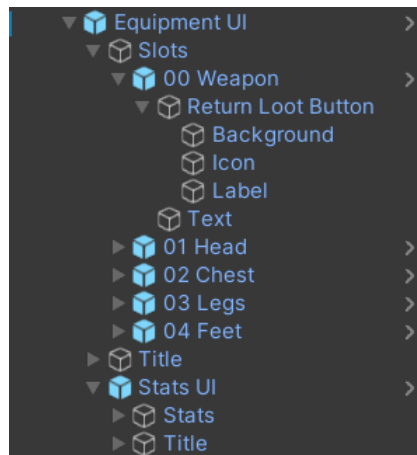 Equipment UI
Slots
00 Weapon
Return Loot Button
Background
Icon
Label
Text
01 Head
02 Chest
03 Legs
04 Feet
Title
Stats UI
Stats
Title